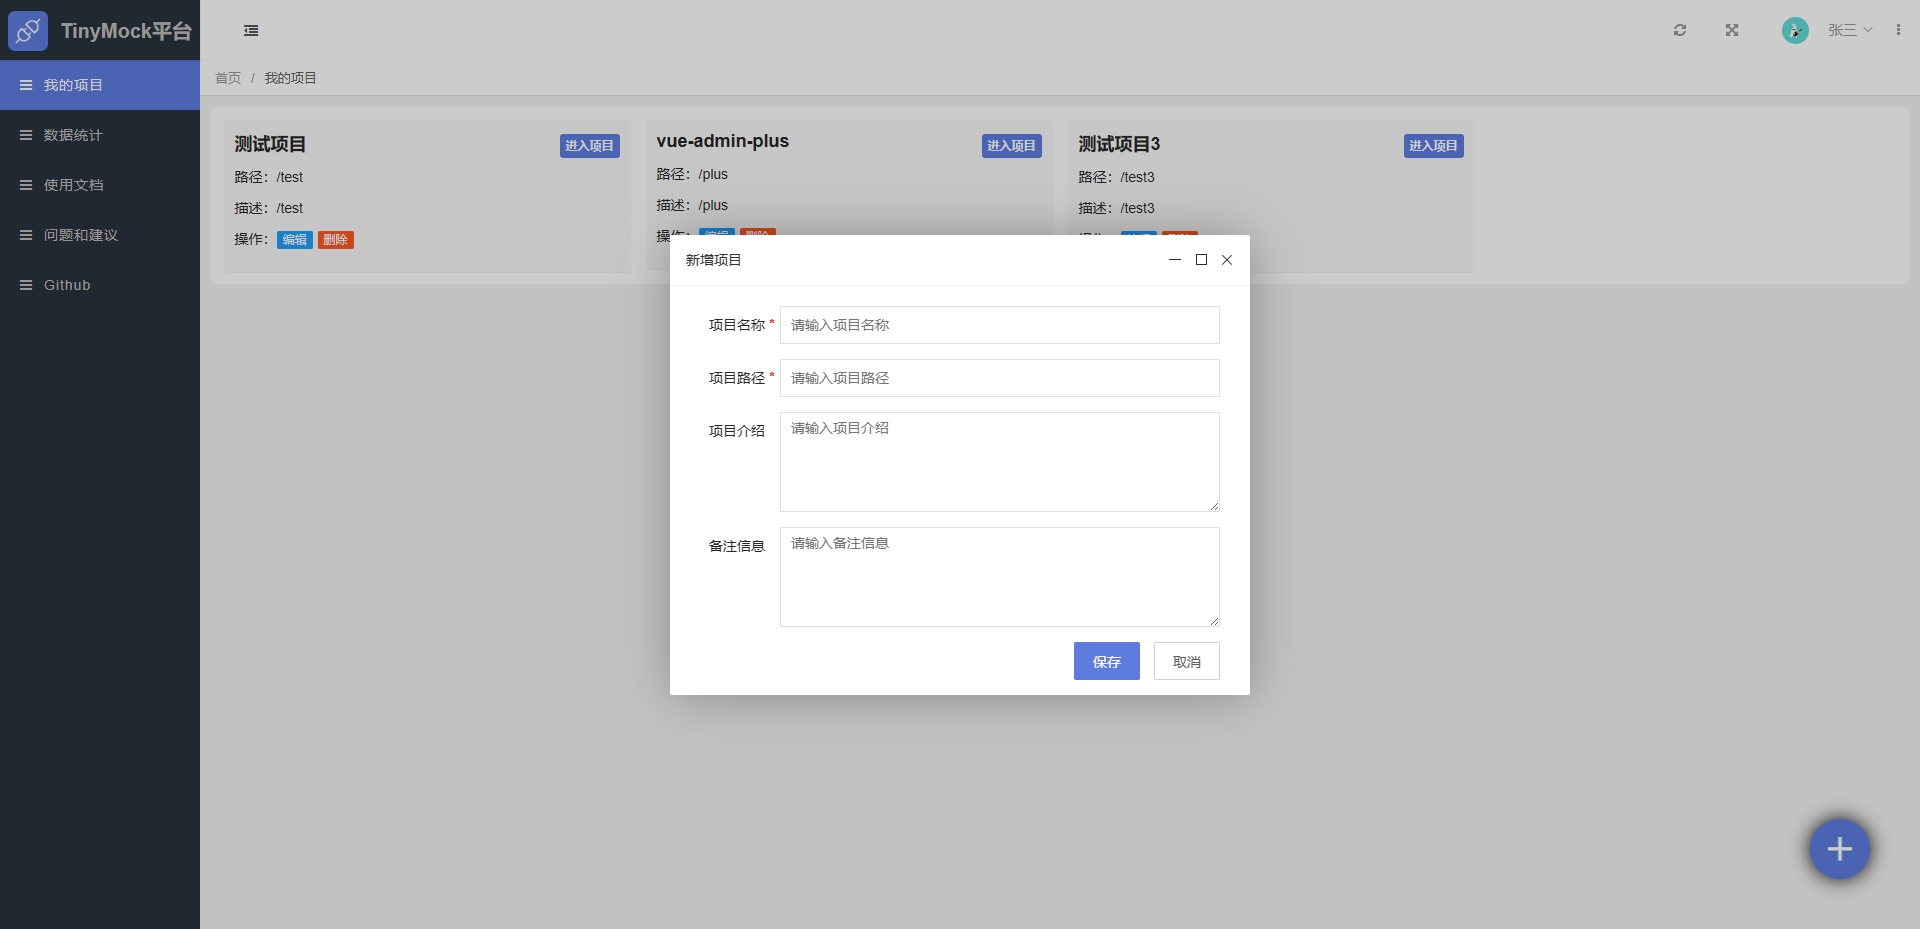 TinyMock平台
张三
我的项目
数据统计
使用文档
问题和建议
Github
首页 / 我的项目
测试项目
进入项目
路径：/test
描述：/test
操作： 编辑 删除
vue-admin-plus
进入项目
路径：/plus
描述：/plus
操作： 编辑 删除
测试项目3
进入项目
路径：/test3
描述：/test3
新增项目
项目名称 * 请输入项目名称
项目路径 * 请输入项目路径
项目介绍 请输入项目介绍
备注信息 请输入备注信息
保存 取消